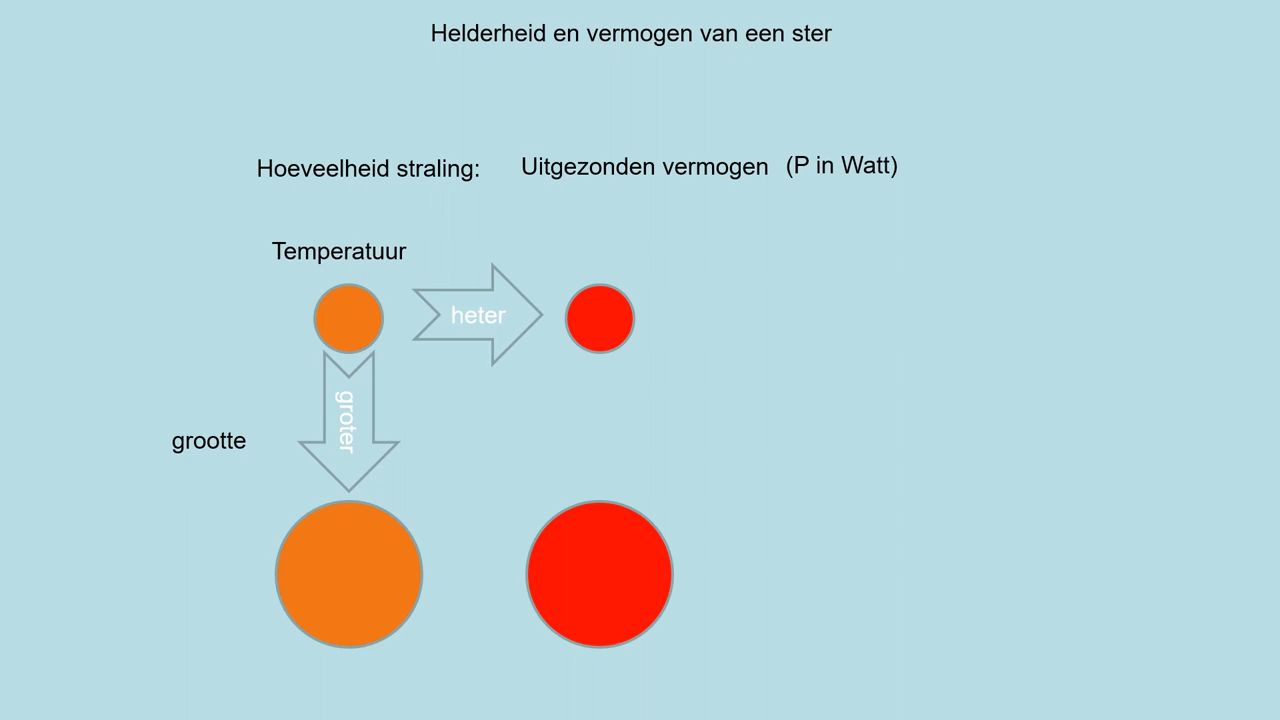 Helderheid en vermogen van een ster
Hoeveelheid straling: Uitgezonden vermogen (P in Watt)
Temperatuur
heter
groter
grootte